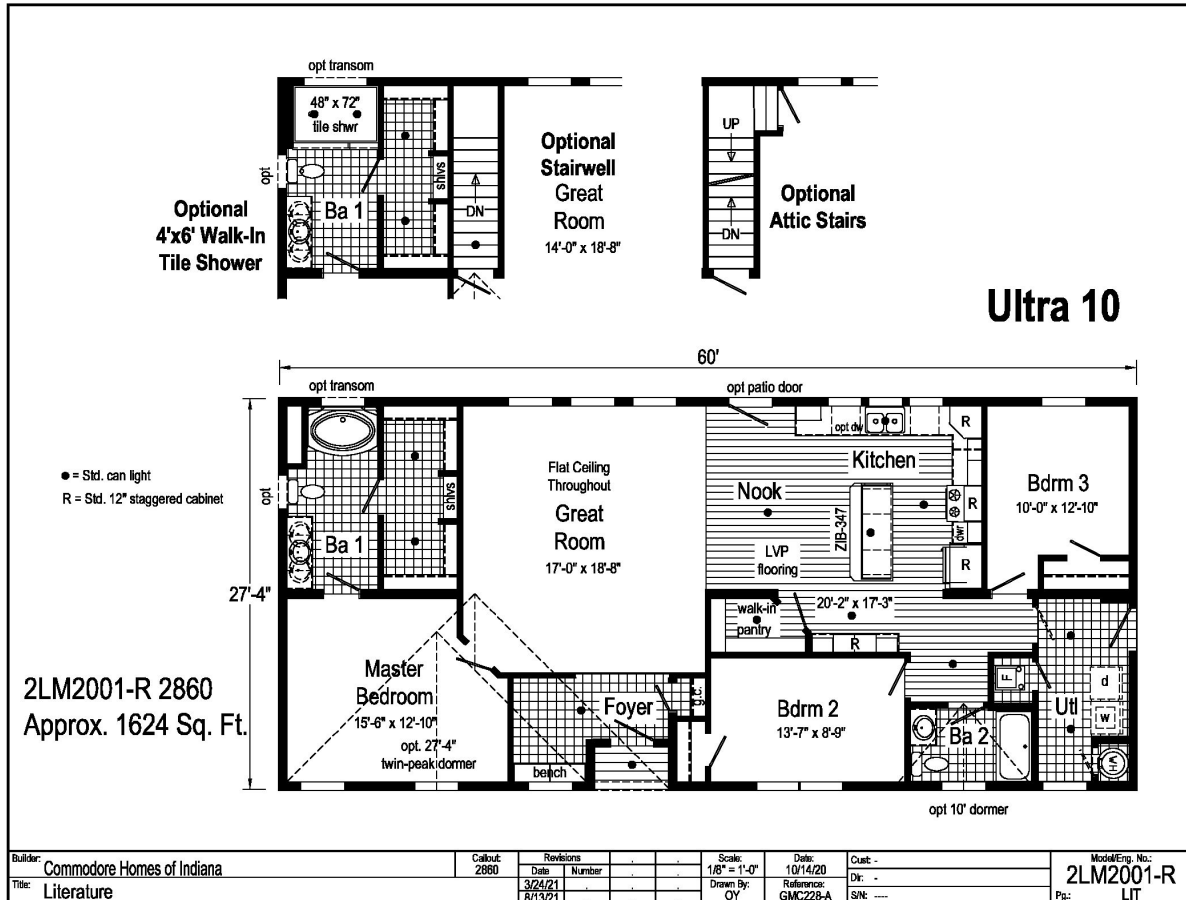 opt transom
48" x 72"
tile shwr
opt
Ba 1
shlvs
DN
Optional
4'x6' Walk-In
Tile Shower
Optional
Stairwell
Great
Room
14'-0" x 18'-8"
UP
DN
Optional
Attic Stairs
Ultra 10
60'
opt transom
opt patio door
● = Std. can light
R = Std. 12" staggered cabinet
27'-4"
opt
Ba 1
shlvs
Flat Ceiling
Throughout
Great
Room
17'-0" x 18'-8"
opt dw
R
Kitchen
Nook
ZIB-347
R
dwr
LVP
flooring
R
20'-2" x 17'-3"
walk-in
pantry
R
Bdrm 3
10'-0" x 12'-10"
Master
Bedroom
15'-6" x 12'-10"
opt. 27'-4"
twin-peak dormer
Foyer
g.c.
bench
Bdrm 2
13'-7" x 8'-9"
F
Ba 2
Utl
d
w
WH
opt 10' dormer
2LM2001-R 2860
Approx. 1624 Sq. Ft.
Builder: Commodore Homes of Indiana
Title: Literature
Callout:
2860
Revisions
Date Number
3/24/21
8/13/21
Scale:
1/8" = 1'-0"
Drawn By:
OY
Date:
10/14/20
Reference:
GMC228-A
Cust: -
Dir: -
S/N: ----
Model/Eng. No.:
2LM2001-R
Pg.: LIT